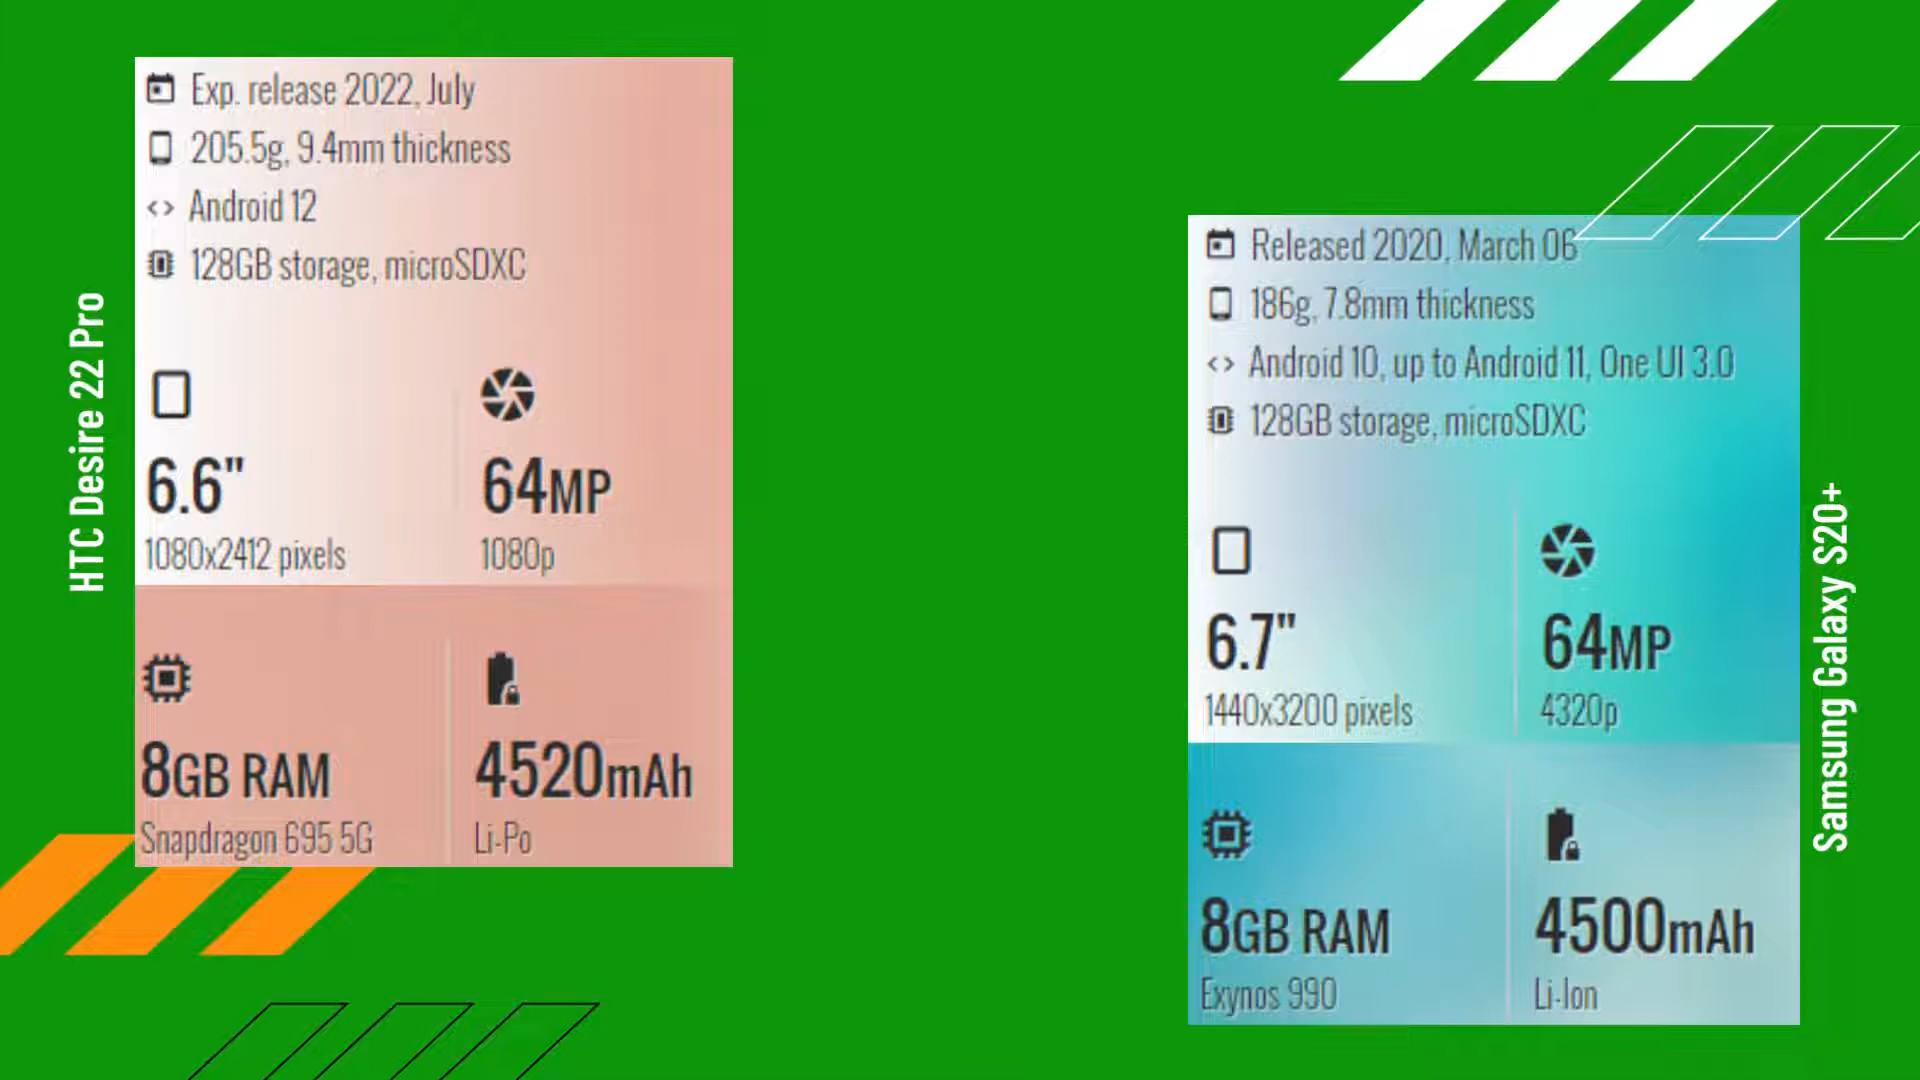 HTC Desire 22 Pro
Exp. release 2022, July
205.5g, 9.4mm thickness
Android 12
128GB storage, microSDXC
6.6"
1080x2412 pixels
64MP
1080p
8GB RAM
Snapdragon 695 5G
4520mAh
Li-Po
Samsung Galaxy S20+
Released 2020, March 06
186g, 7.8mm thickness
Android 10, up to Android 11, One UI 3.0
128GB storage, microSDXC
6.7"
1440x3200 pixels
64MP
4320p
8GB RAM
Exynos 990
4500mAh
Li-Ion